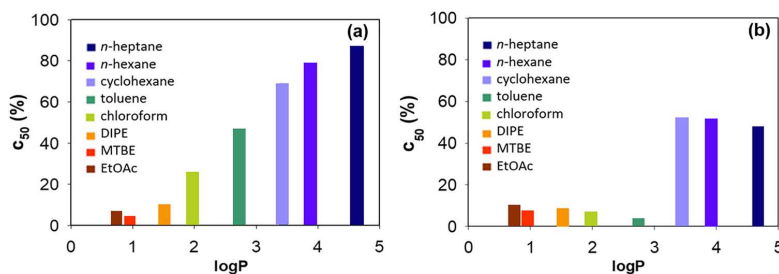 (a)
100
80
60
40
20
0
c50 (%)
n-heptane
n-hexane
cyclohexane
toluene
chloroform
DIPE
MTBE
EtOAc
0 1 2 3 4 5
logP
(b)
100
80
60
40
20
0
c50 (%)
n-heptane
n-hexane
cyclohexane
toluene
chloroform
DIPE
MTBE
EtOAc
0 1 2 3 4 5
logP